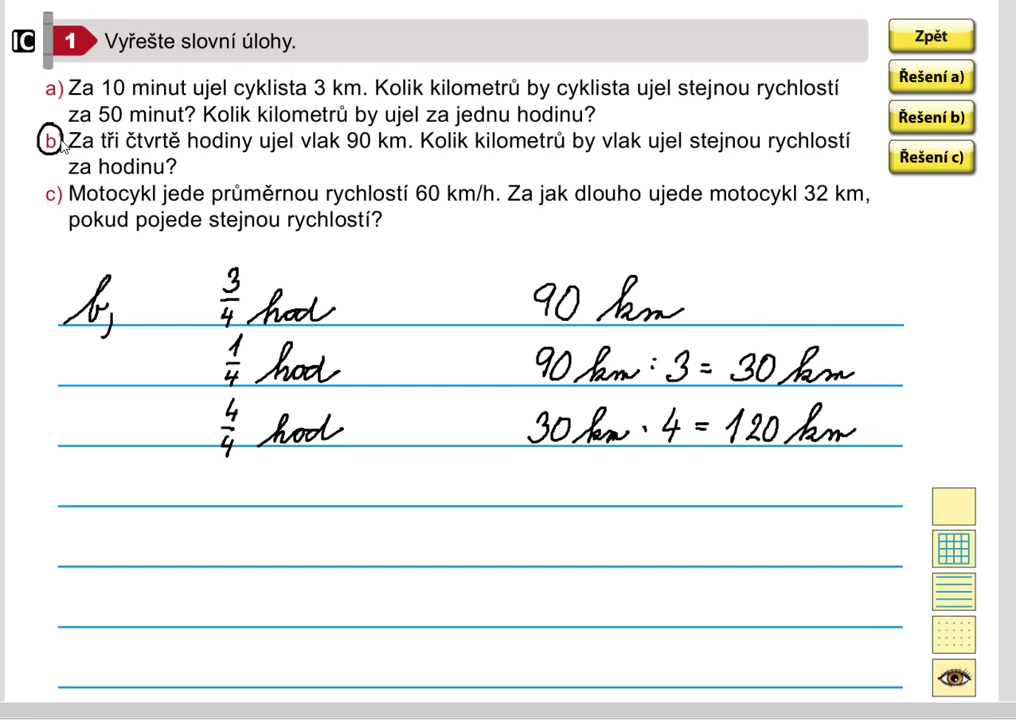 IC 1 Vyřešte slovní úlohy.
Zpět
Řešení a)
Řešení b)
Řešení c)
a) Za 10 minut ujel cyklista 3 km. Kolik kilometrů by cyklista ujel stejnou rychlostí
za 50 minut? Kolik kilometrů by ujel za jednu hodinu?
b) Za tři čtvrtě hodiny ujel vlak 90 km. Kolik kilometrů by vlak ujel stejnou rychlostí
za hodinu?
c) Motocykl jede průměrnou rychlostí 60 km/h. Za jak dlouho ujede motocykl 32 km,
pokud pojede stejnou rychlostí?
b, 3/4 hod 90 km
1/4 hod 90 km : 3 = 30 km
4/4 hod 30 km · 4 = 120 km